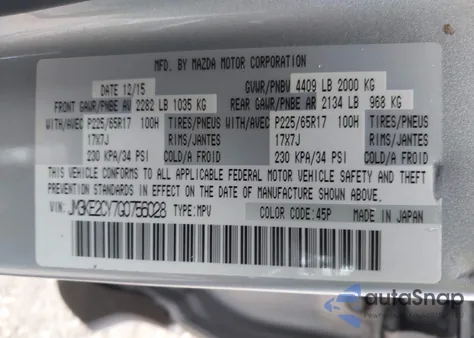 MFD. BY MAZDA MOTOR CORPORATION
DATE 12/15 GVWR/PNBV 4409 LB 2000 KG
FRONT GAWR/PNBE AV 2282 LB 1035 KG REAR GAWR/PNBE AR 2134 LB 968 KG
WITH/AVEC P225/65R17 100H TIRES/PNEUS WITH/AVEC P225/65R17 100H TIRES/PNEUS
17X7J 17X7J
230 KPA/34 PSI COLD/A FROID 230 KPA/34 PSI COLD/A FROID
THIS VEHICLE CONFORMS TO ALL APPLICABLE FEDERAL MOTOR VEHICLE SAFETY AND THEFT
PREVENTION STANDARDS IN EFFECT ON THE DATE OF MANUFACTURE SHOWN ABOVE.
VIN: JM3KE2CY7G0756028 TYPE:MPV COLOR CODE:45P MADE IN JAPAN
autoSnap